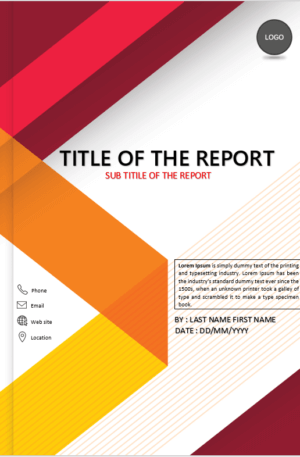 LOGO
TITLE OF THE REPORT
SUB TITILE OF THE REPORT
Lorem Ipsum is simply dummy text of the printing
and typesetting industry. Lorem Ipsum has been
the industry's standard dummy text ever since the
1500s, when an unknown printer took a galley of
type and scrambled it to make a type specimen
book.
Phone
Email
Web site
Location
BY : LAST NAME FIRST NAME
DATE : DD/MM/YYYY